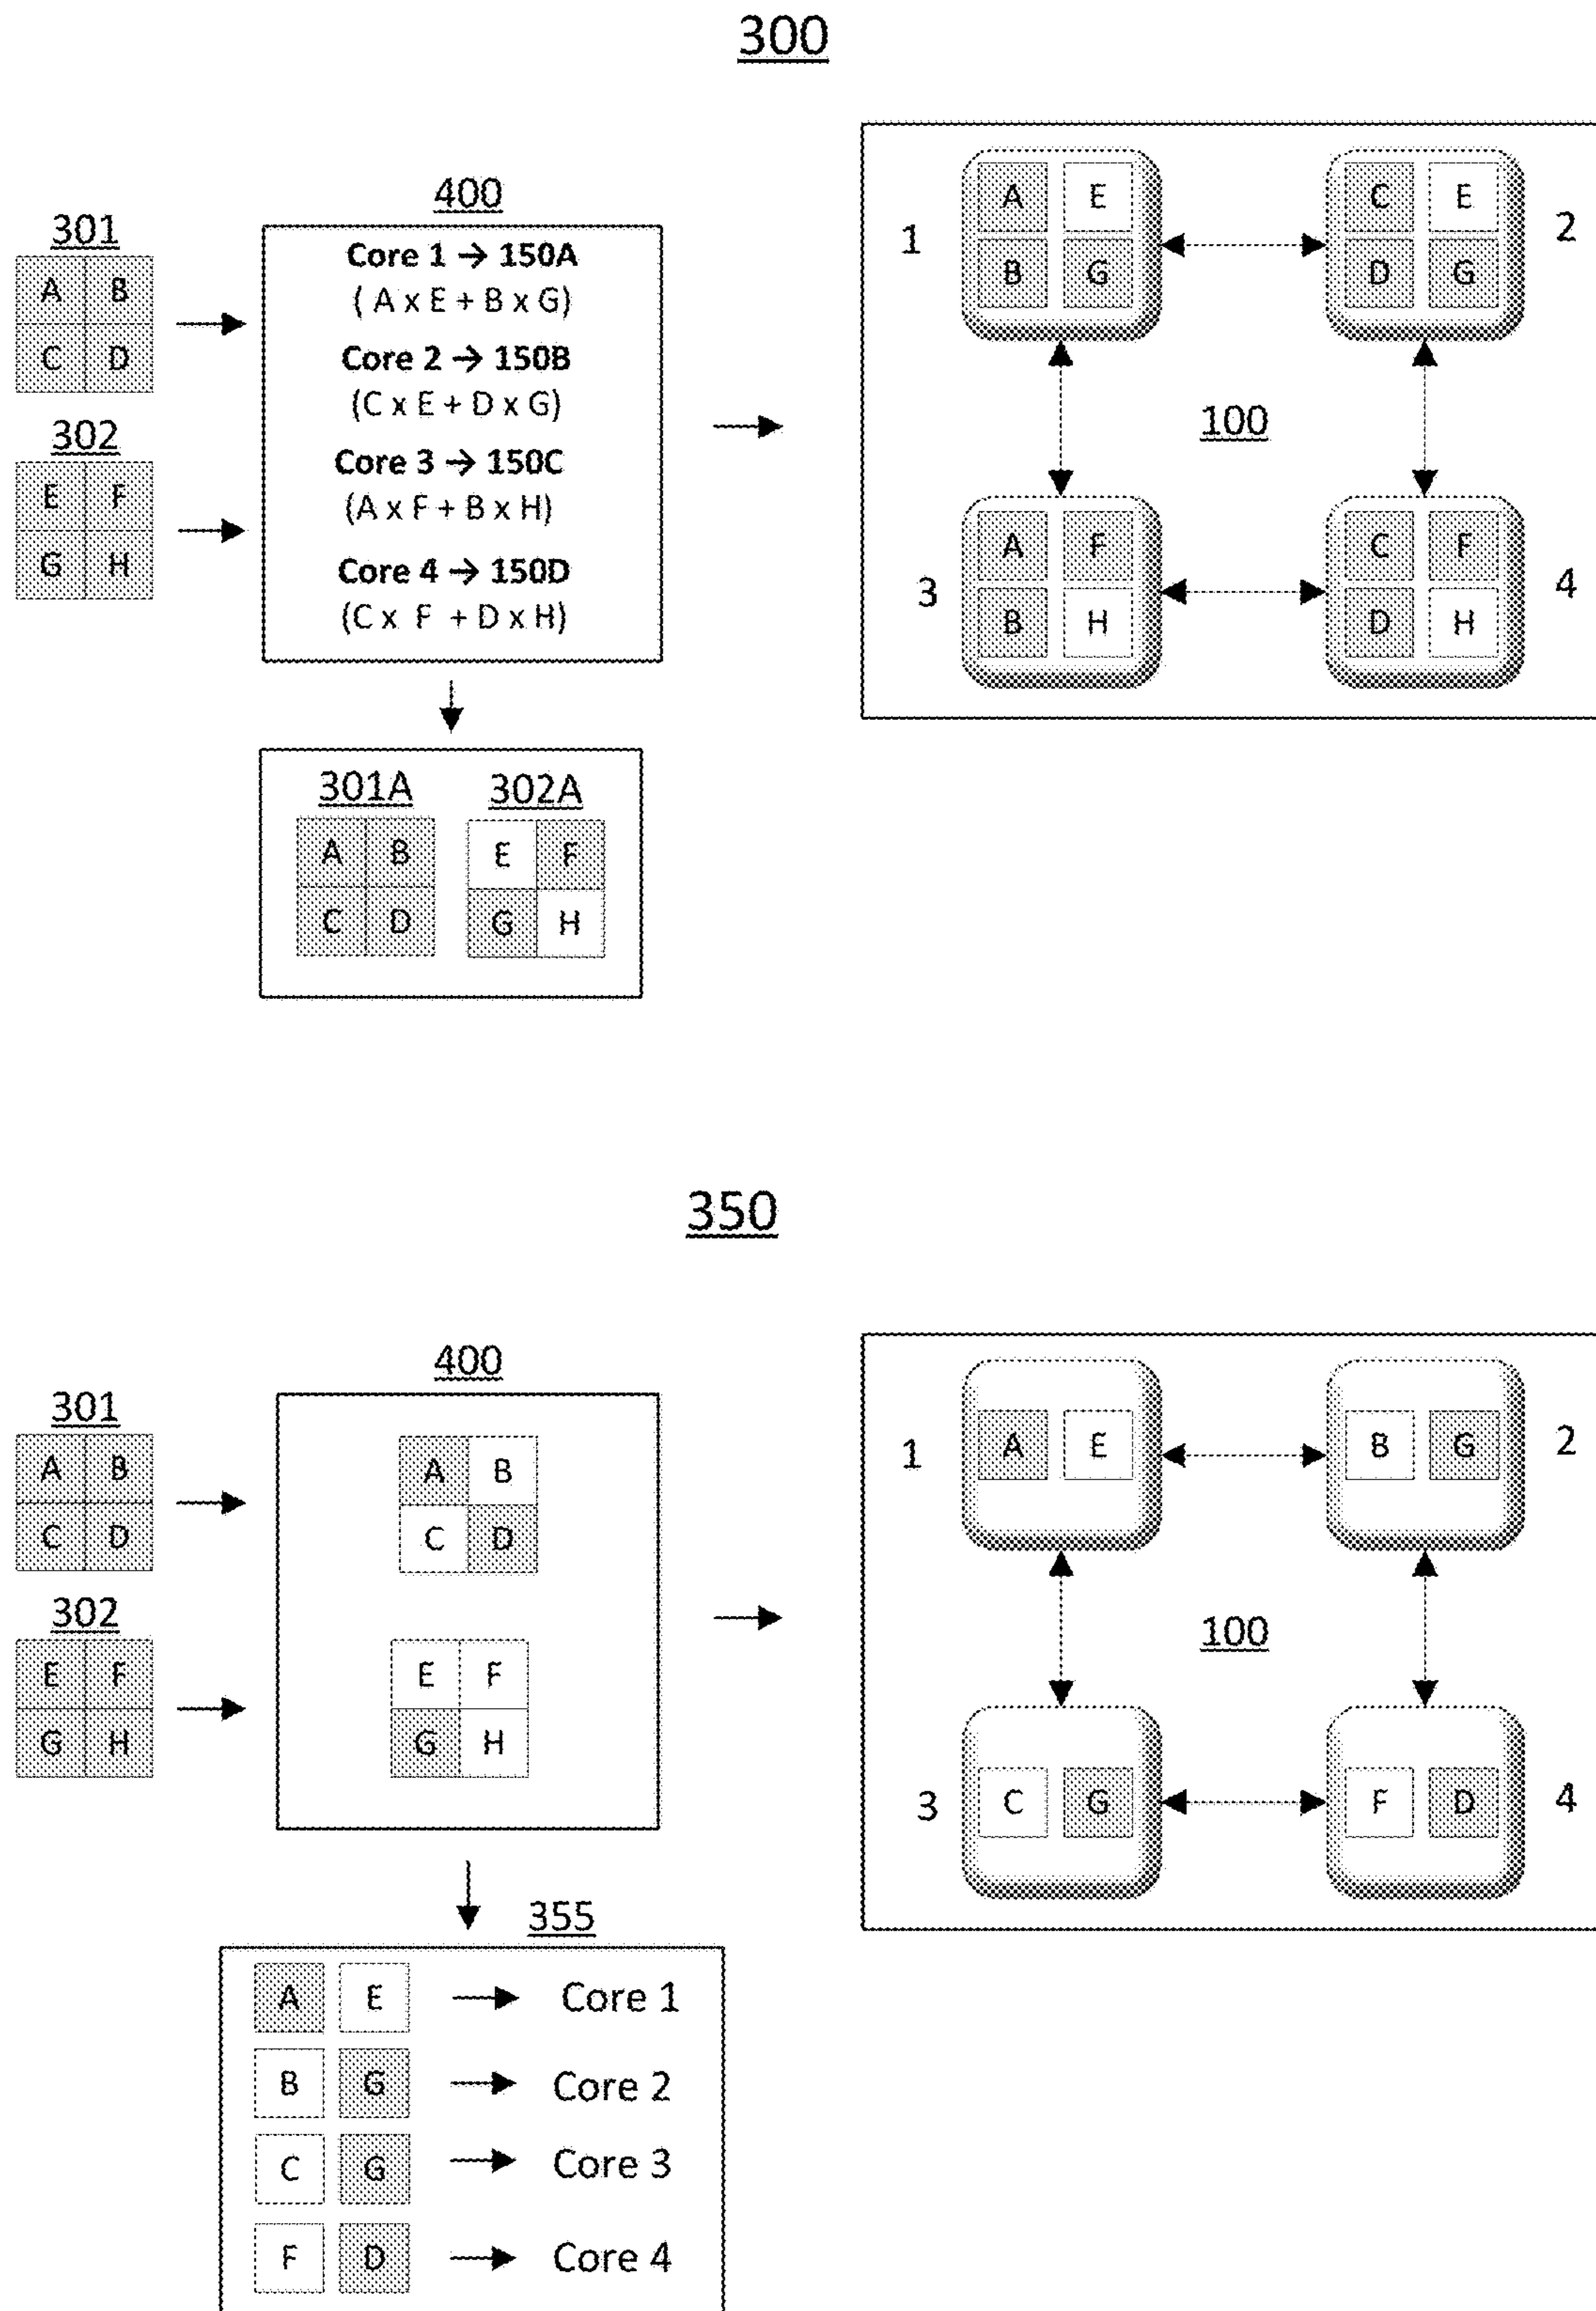 300
301
A B
C D
302
E F
G H
400
Core 1 → 150A
( A x E + B x G)
Core 2 → 150B
(C x E + D x G)
Core 3 → 150C
(A x F + B x H)
Core 4 → 150D
(C x F + D x H)
301A
A B
C D
302A
E F
G H
1
A E
B G
C E
D G
2
100
3
A F
B H
C F
D H
4
350
301
A B
C D
302
E F
G H
400
A B
C D
E F
G H
355
A E → Core 1
B G → Core 2
C G → Core 3
F D → Core 4
1
A E
B G
2
100
3
C G
F D
4